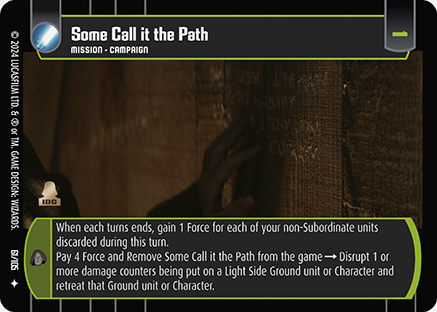 Some Call it the Path
MISSION • CAMPAIGN
When each turns ends, gain 1 Force for each of your non-Subordinate units
discarded during this turn.
Pay 4 Force and Remove Some Call it the Path from the game → Disrupt 1 or
more damage counters being put on a Light Side Ground unit or Character and
retreat that Ground unit or Character.
© 2024 LUCASFILM LTD. & ® or TM. GAME DESIGN: WIZARDS.